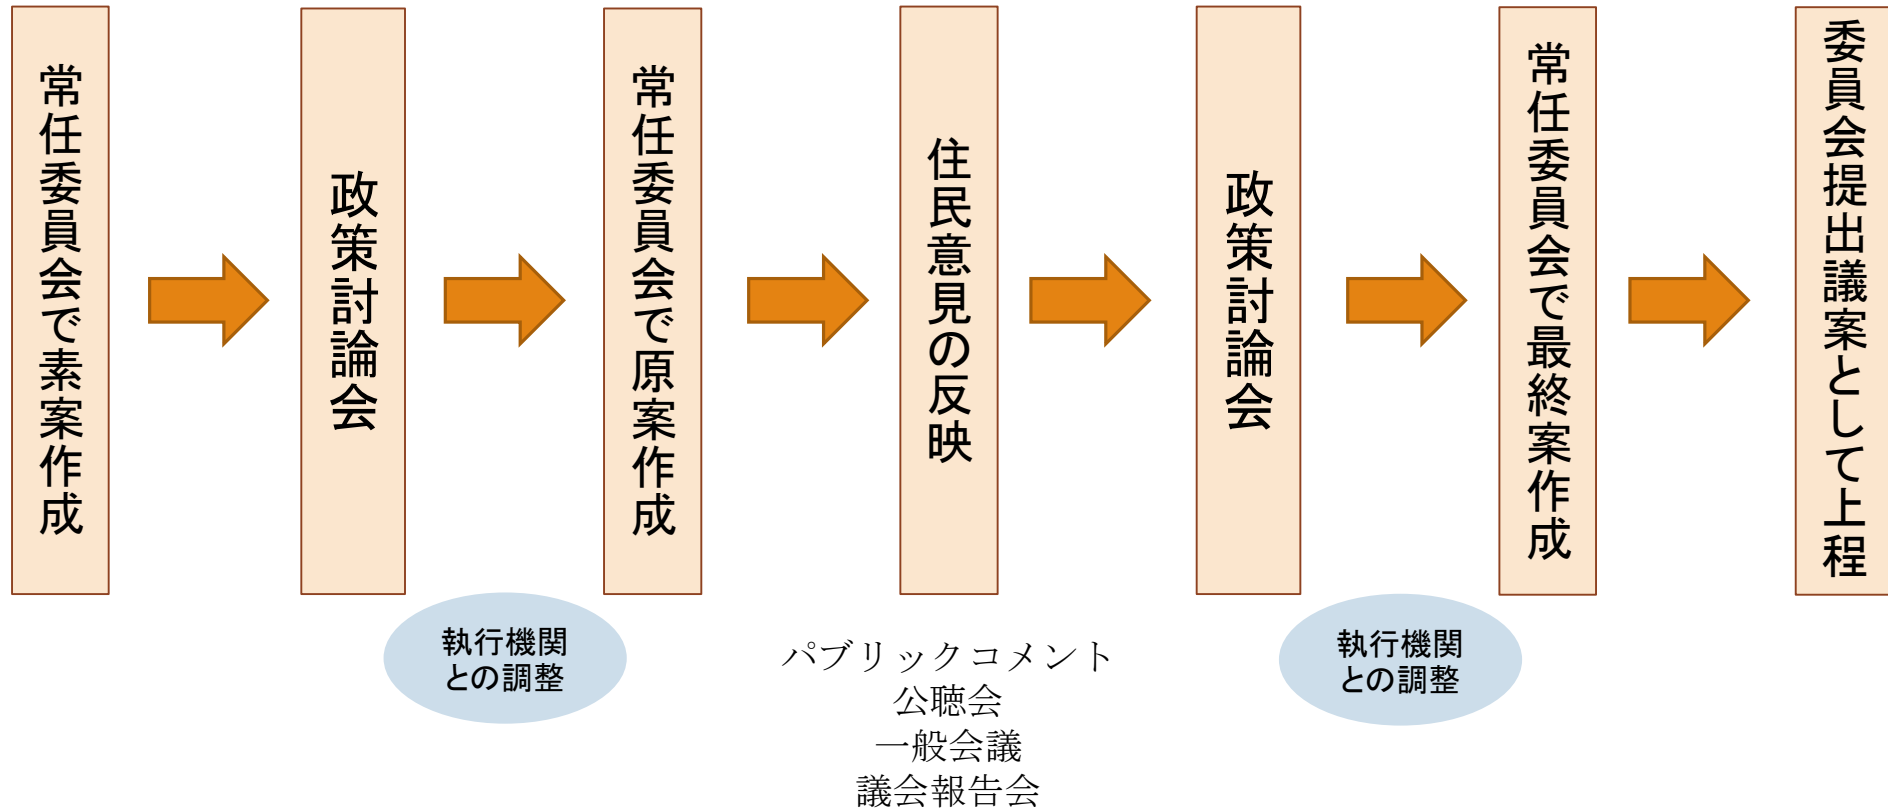 常任委員会で素案作成
政策討論会
常任委員会で原案作成
住民意見の反映
政策討論会
常任委員会で最終案作成
委員会提出議案として上程
執行機関
との調整
パブリックコメント
公聴会
一般会議
議会報告会
執行機関
との調整